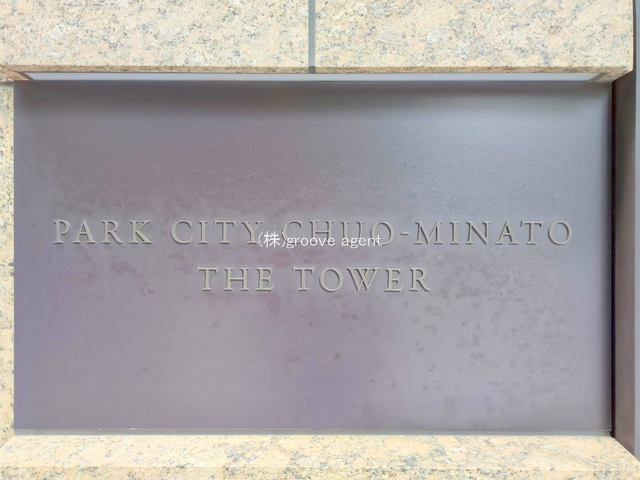 PARK CITY CHUO-MINATO
(株)groove agent
THE TOWER